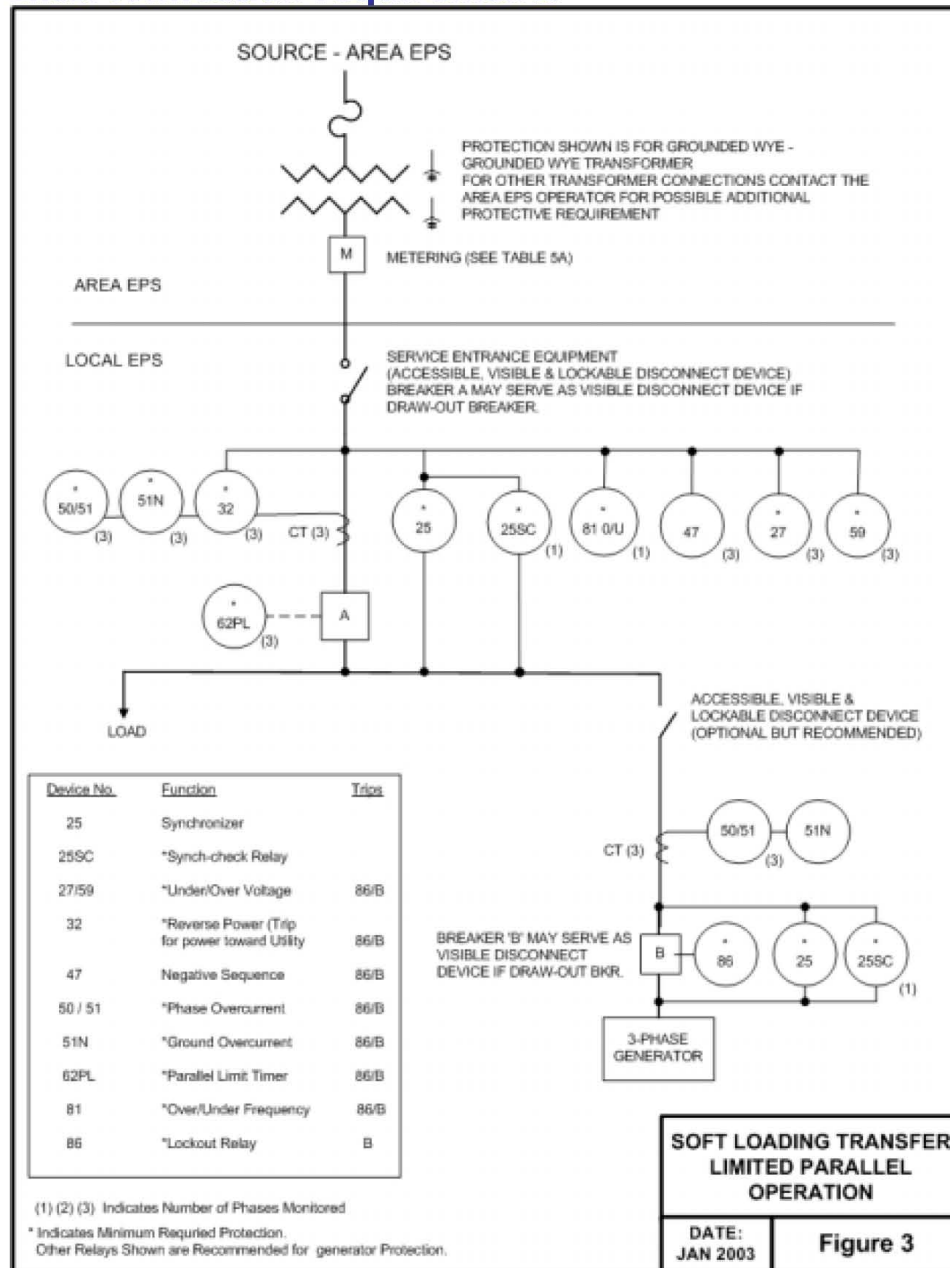 SOURCE - AREA EPS
PROTECTION SHOWN IS FOR GROUNDED WYE -
GROUNDED WYE TRANSFORMER
FOR OTHER TRANSFORMER CONNECTIONS CONTACT THE
AREA EPS OPERATOR FOR POSSIBLE ADDITIONAL
PROTECTIVE REQUIREMENT
M
METERING (SEE TABLE 5A)
AREA EPS
LOCAL EPS
SERVICE ENTRANCE EQUIPMENT
(ACCESSIBLE, VISIBLE & LOCKABLE DISCONNECT DEVICE)
BREAKER A MAY SERVE AS VISIBLE DISCONNECT DEVICE IF
DRAW-OUT BREAKER.
* 50/51 (3)
* 51N (3)
* 32 (3)
CT (3)
* 25
* 25SC (1)
* 81 0/U (1)
47 (3)
* 27 (3)
* 59 (3)
* 62PL (3)
A
LOAD
ACCESSIBLE, VISIBLE &
LOCKABLE DISCONNECT DEVICE
(OPTIONAL BUT RECOMMENDED)
CT (3)
50/51 (3)
51N
BREAKER 'B' MAY SERVE AS
VISIBLE DISCONNECT
DEVICE IF DRAW-OUT BKR.
B
* 86
* 25
* 25SC (1)
3-PHASE
GENERATOR
Device No. Function Trips
25 Synchronizer
25SC *Synch-check Relay
27/59 *Under/Over Voltage 86/B
32 *Reverse Power (Trip
for power toward Utility 86/B
47 Negative Sequence 86/B
50 / 51 *Phase Overcurrent 86/B
51N *Ground Overcurrent 86/B
62PL *Parallel Limit Timer 86/B
81 *Over/Under Frequency 86/B
86 *Lockout Relay B
(1) (2) (3) Indicates Number of Phases Monitored
* Indicates Minimum Requried Protection.
Other Relays Shown are Recommended for generator Protection.
SOFT LOADING TRANSFER
LIMITED PARALLEL
OPERATION
DATE:
JAN 2003
Figure 3